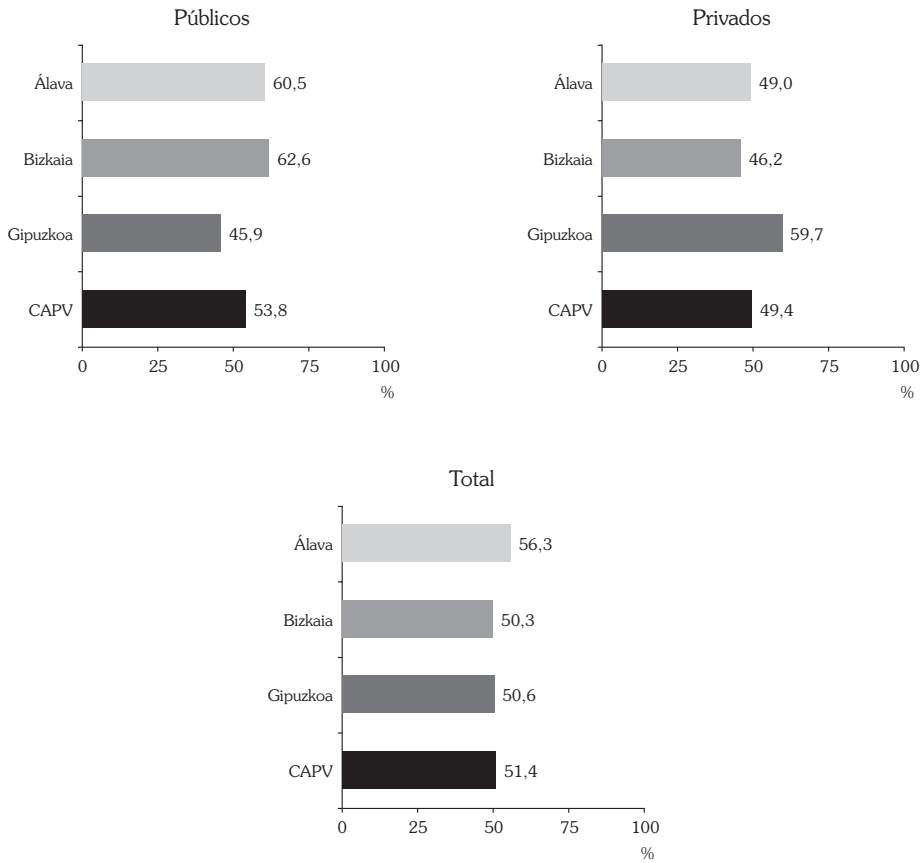 Públicos
Álava 60,5
Bizkaia 62,6
Gipuzkoa 45,9
CAPV 53,8
0 25 50 75 100
%
Privados
Álava 49,0
Bizkaia 46,2
Gipuzkoa 59,7
CAPV 49,4
0 25 50 75 100
%
Total
Álava 56,3
Bizkaia 50,3
Gipuzkoa 50,6
CAPV 51,4
0 25 50 75 100
%